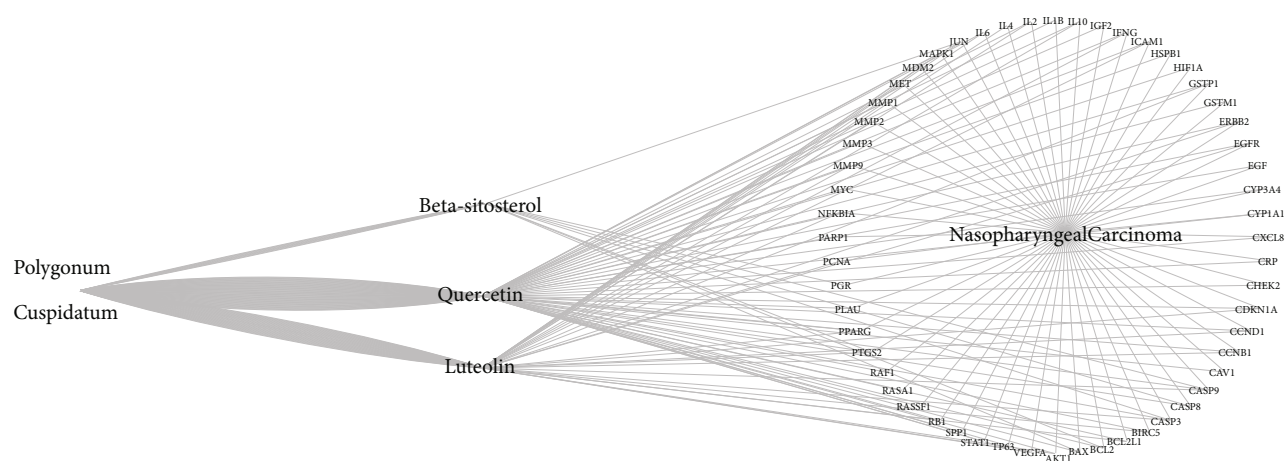 Polygonum
Cuspidatum
Beta-sitosterol
Quercetin
Luteolin
NasopharyngealCarcinoma
IL1B
IL10
IGF2
IFNG
ICAM1
HSPB1
HIF1A
GSTP1
GSTM1
ERBB2
EGFR
EGF
CYP3A4
CYP1A1
CXCL8
CRP
CHEK2
CDKN1A
CCND1
CCNB1
CAV1
CASP9
CASP8
CASP3
BIRC5
BCL2L1
BCL2
BAX
AKT1
VEGFA
TP63
STAT1
SPP1
RB1
RASSF1
RASA1
RAF1
PTGS2
PPARG
PLAU
PGR
PCNA
PARP1
NFKBIA
MYC
MMP9
MMP3
MMP2
MMP1
MET
MDM2
MAPK1
JUN
IL6
IL4
IL2